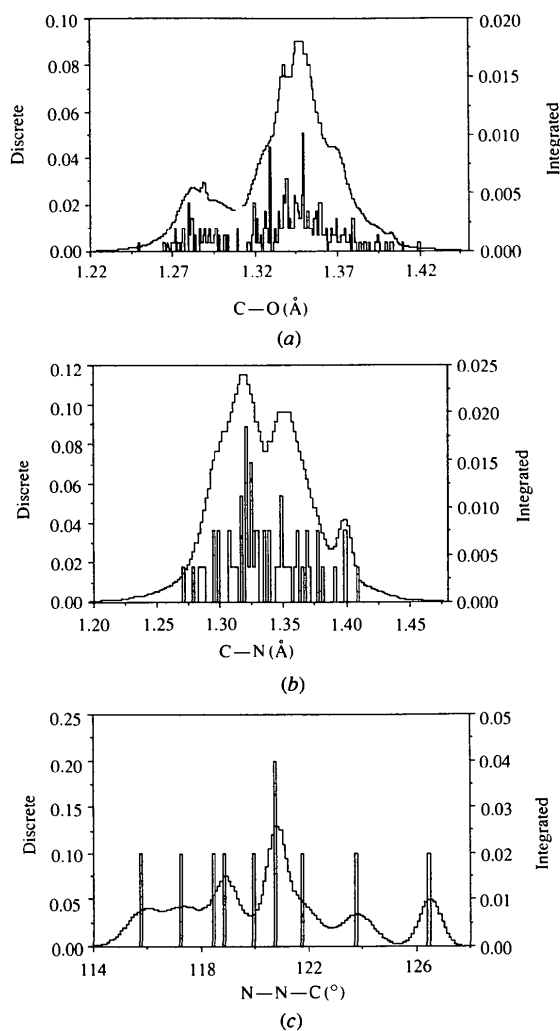 0.10
0.08
0.06
0.04
0.02
0.00
Discrete
0.020
0.015
0.010
0.005
0.000
Integrated
1.22 1.27 1.32 1.37 1.42
C—O (Å)
(a)
0.12
0.10
0.08
0.06
0.04
0.02
0.00
Discrete
0.025
0.020
0.015
0.010
0.005
0.000
Integrated
1.20 1.25 1.30 1.35 1.40 1.45
C—N (Å)
(b)
0.25
0.20
0.15
0.10
0.05
0.00
Discrete
0.05
0.04
0.03
0.02
0.01
0.00
Integrated
114 118 122 126
N—N—C (°)
(c)